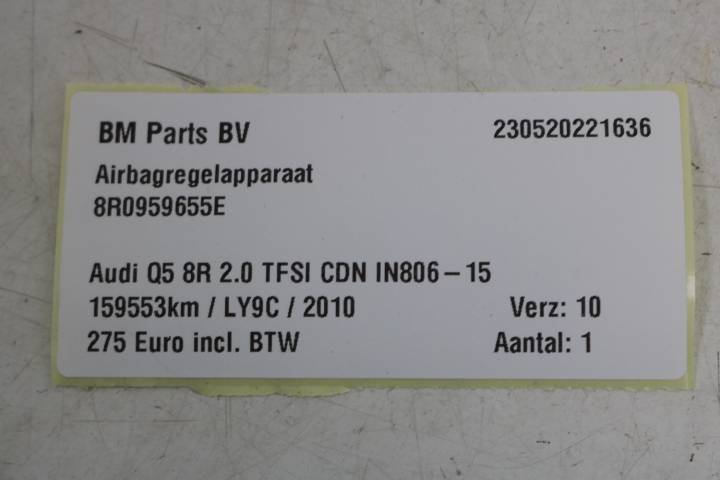 BM Parts BV 230520221636
Airbagregelapparaat
8R0959655E
Audi Q5 8R 2.0 TFSI CDN IN806-15
159553km / LY9C / 2010 Verz: 10
275 Euro incl. BTW Aantal: 1